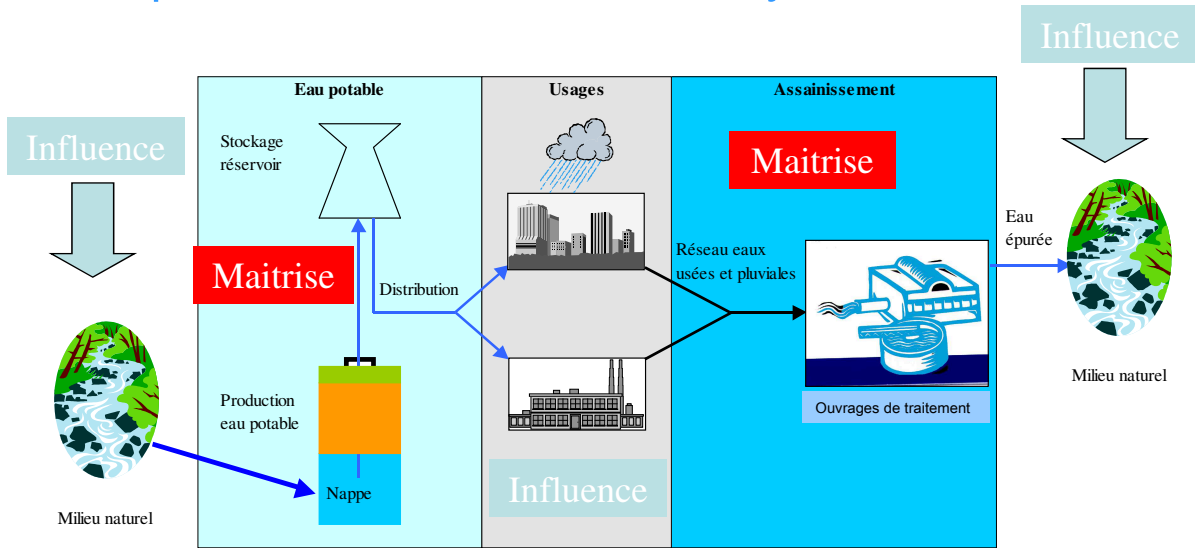 Influence
Influence
Eau potable
Usages
Assainissement
Stockage
réservoir
Maitrise
Maitrise
Distribution
Réseau eaux
usées et pluviales
Eau
épurée
Production
eau potable
Nappe
Ouvrages de traitement
Influence
Milieu naturel
Milieu naturel